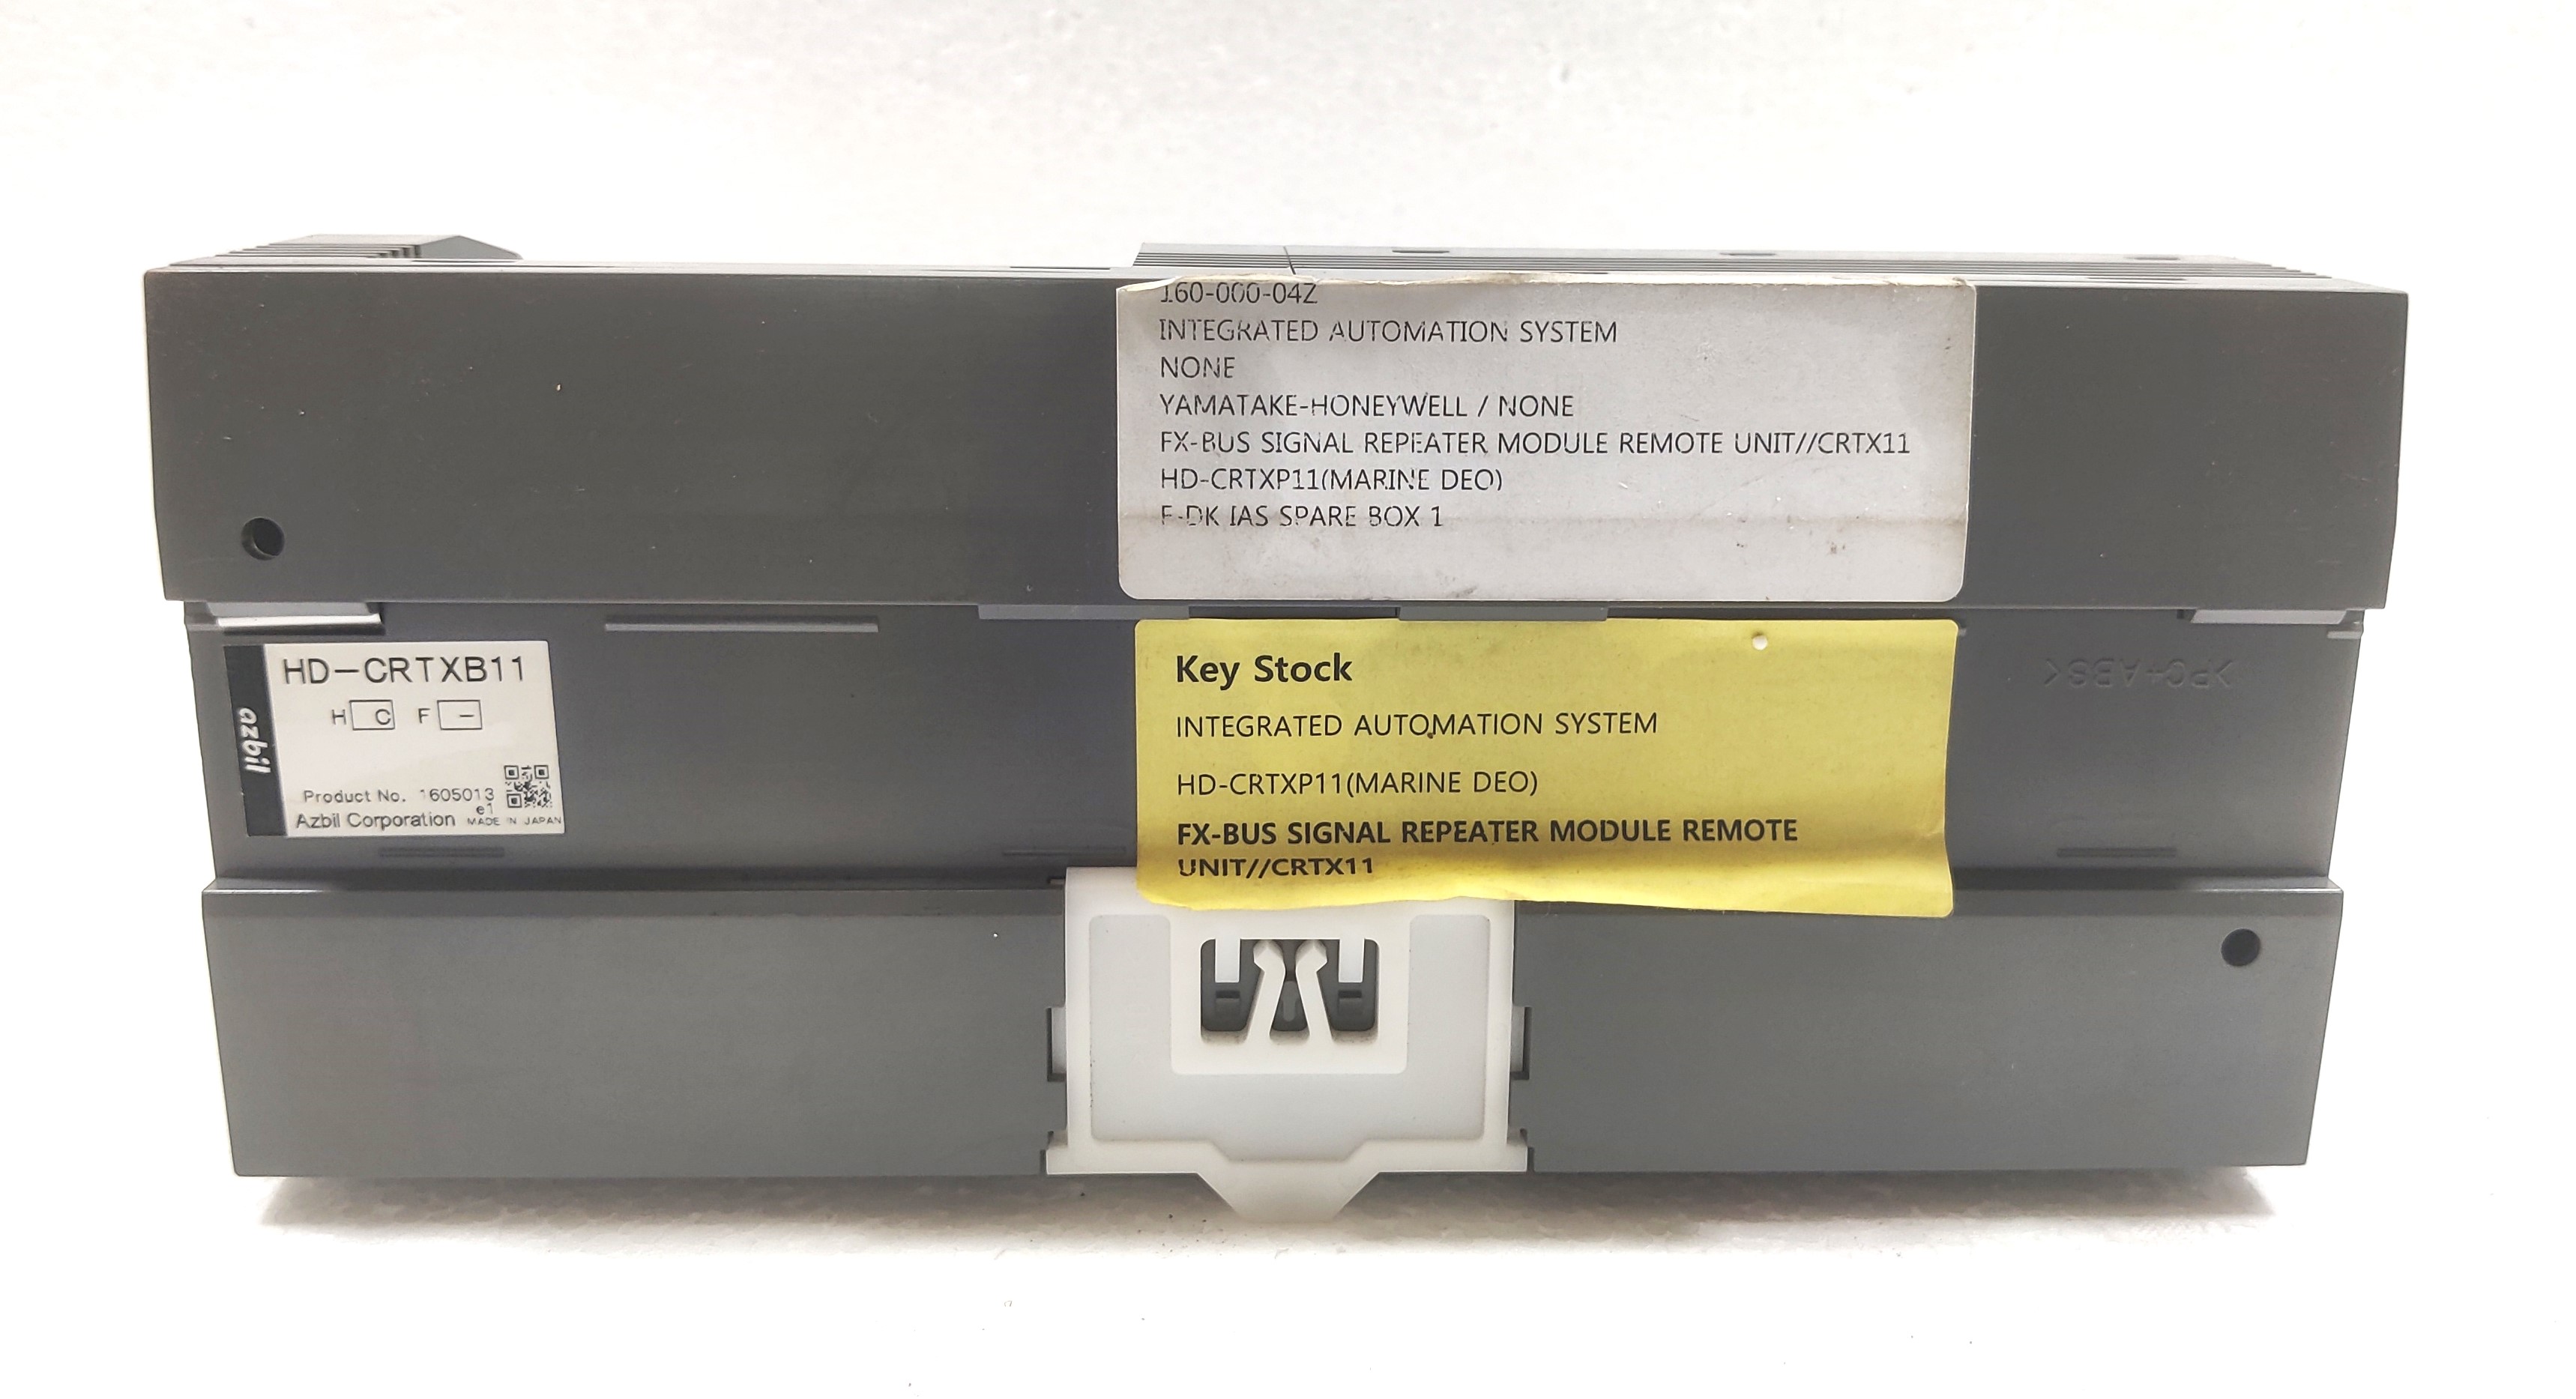 160-000-04Z
INTEGRATED AUTOMATION SYSTEM
NONE
YAMATAKE-HONEYWELL / NONE
FX-BUS SIGNAL REPEATER MODULE REMOTE UNIT//CRTX11
HD-CRTXP11(MARINE DEO)
F-DK IAS SPARE BOX 1
HD-CRTXB11
H C F -
azbil
Product No. 1605013
e1
Azbil Corporation MADE IN JAPAN
Key Stock
INTEGRATED AUTOMATION SYSTEM
HD-CRTXP11(MARINE DEO)
FX-BUS SIGNAL REPEATER MODULE REMOTE
UNIT//CRTX11
>PC+ABS<